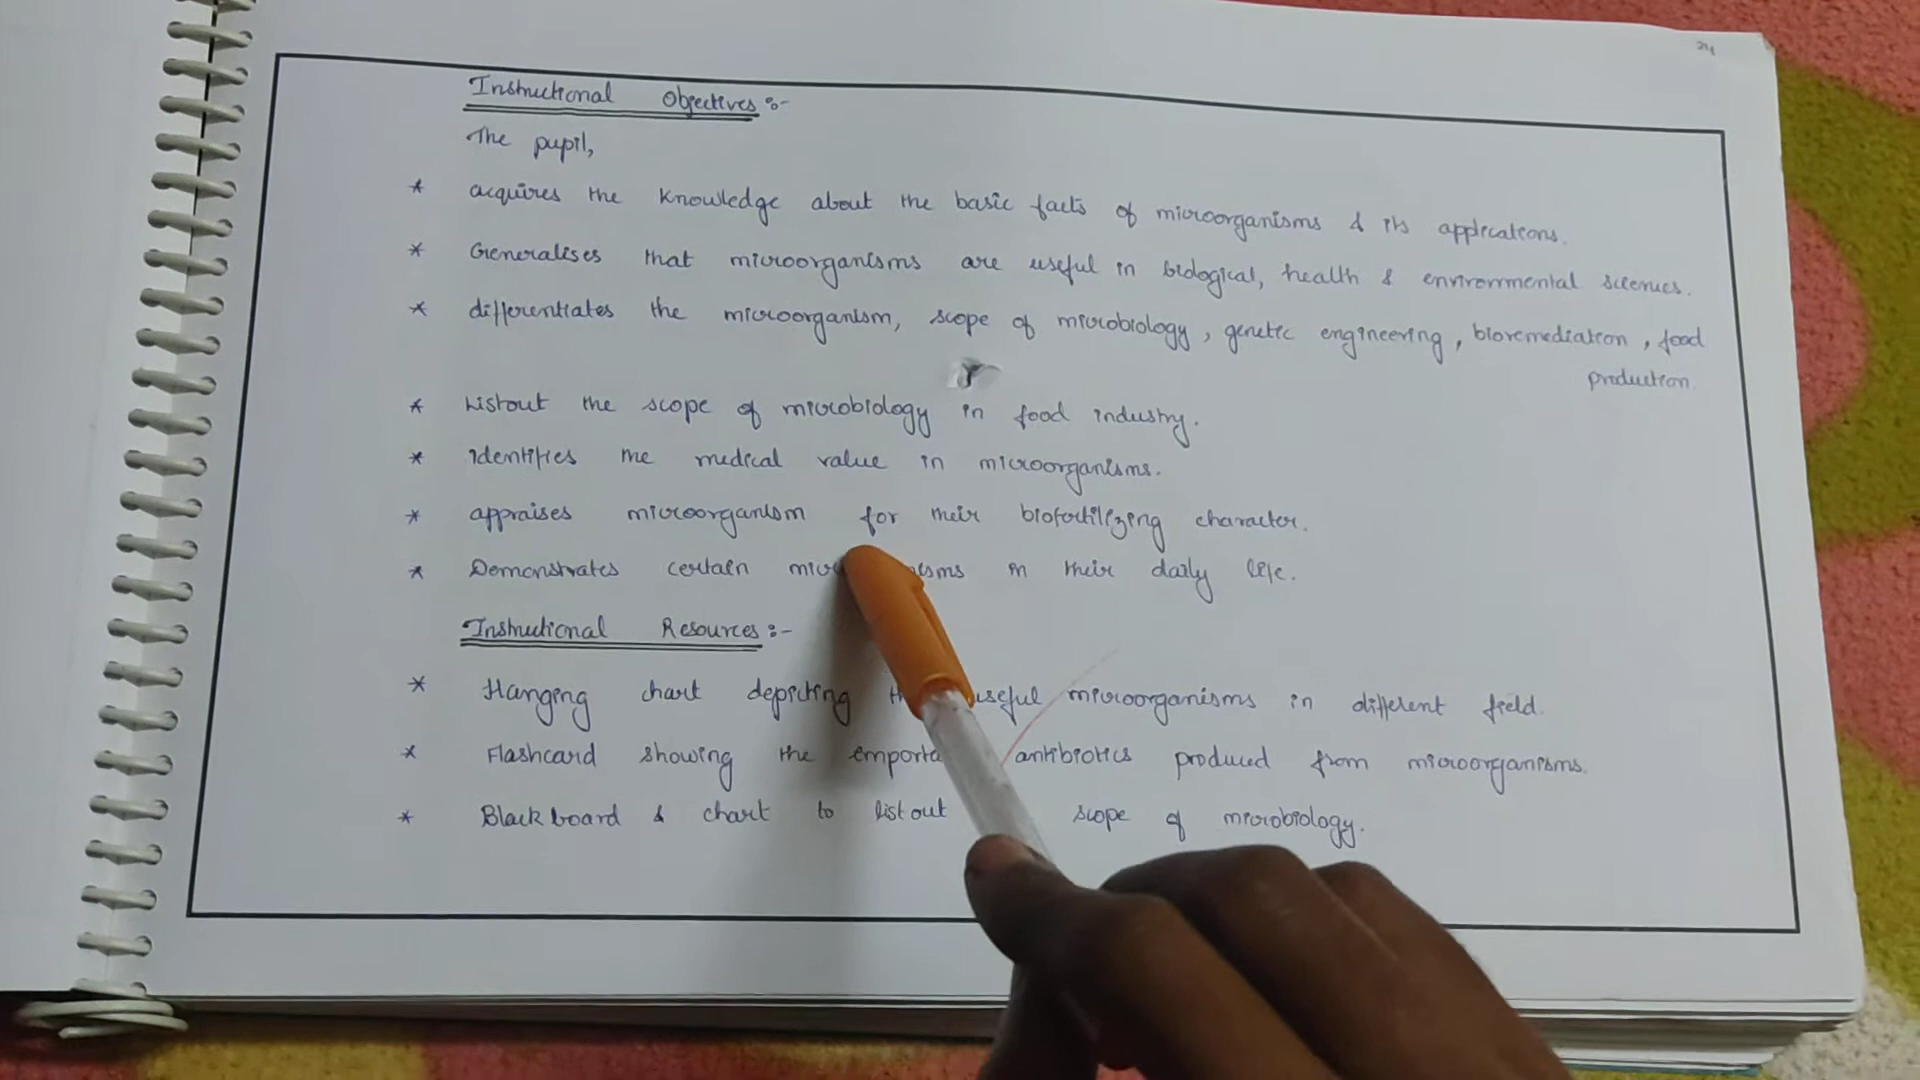 24
Instructional Objectives :-
The pupil,
* acquires the knowledge about the basic facts of microorganisms & its applications.
* Generalises that microorganisms are useful in biological, health & environmental sciences.
* differentiates the microorganism, scope of microbiology, genetic engineering, bioremediation, food
production.
* Listout the scope of microbiology in food industry.
* identifies the medical value in microorganisms.
* appraises microorganism for their biofertilizing character.
* Demonstrates certain in their daily life.
Instructional Resources :-
* Hanging chart depicting useful microorganisms in different field.
* Flashcard showing the antibiotics produced from microorganisms.
* Black board & chart to list out scope of microbiology.